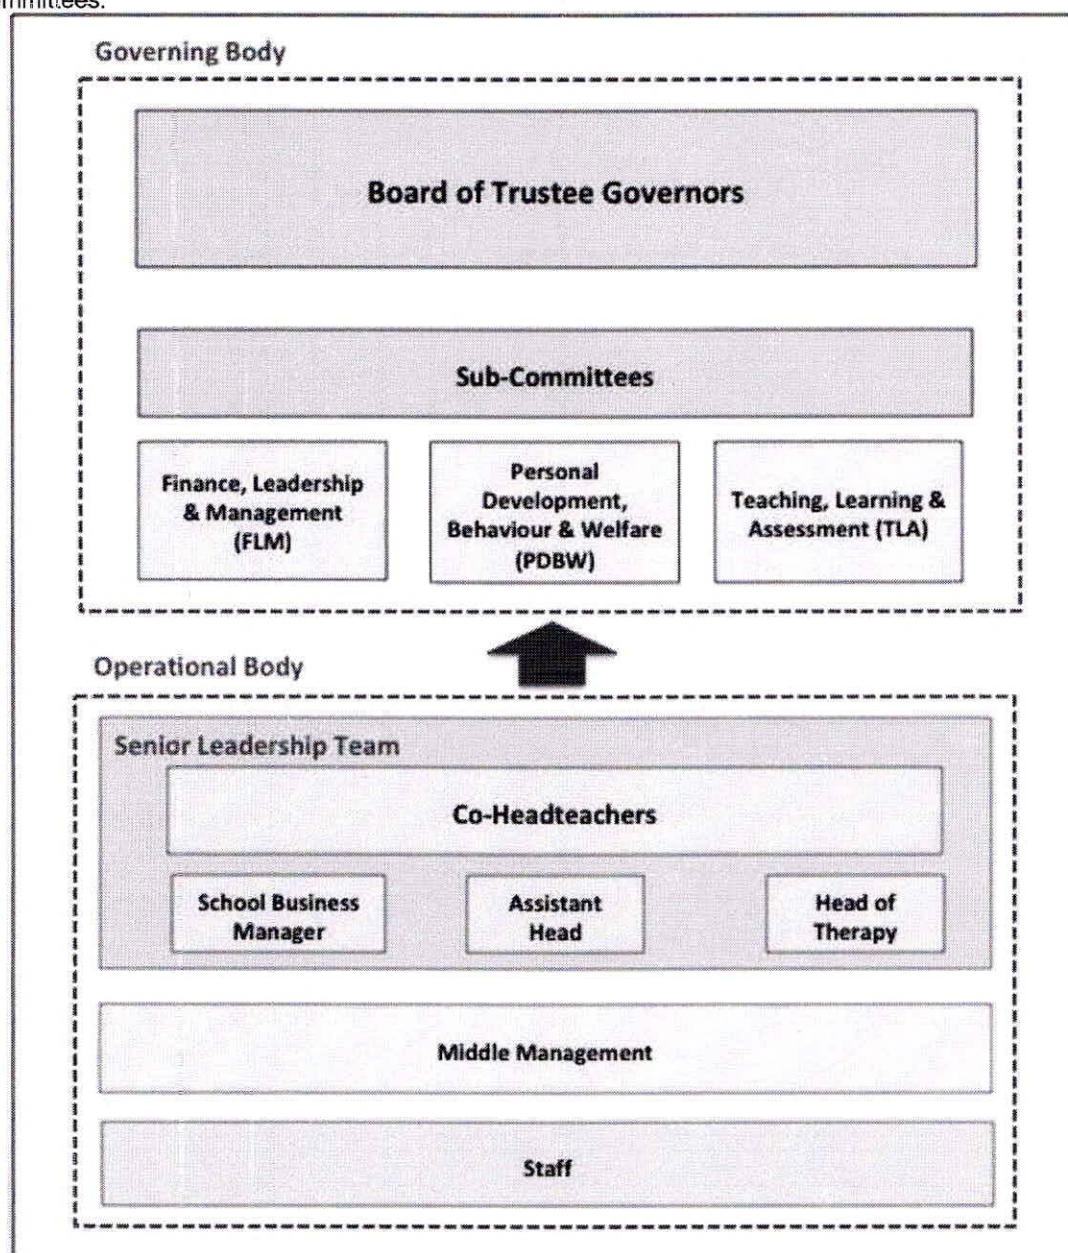 ommittees.
Governing Body
Board of Trustee Governors
Sub-Committees
Finance, Leadership
& Management
(FLM)
Personal
Development,
Behaviour & Welfare
(PDBW)
Teaching, Learning &
Assessment (TLA)
Operational Body
Senior Leadership Team
Co-Headteachers
School Business
Manager
Assistant
Head
Head of
Therapy
Middle Management
Staff